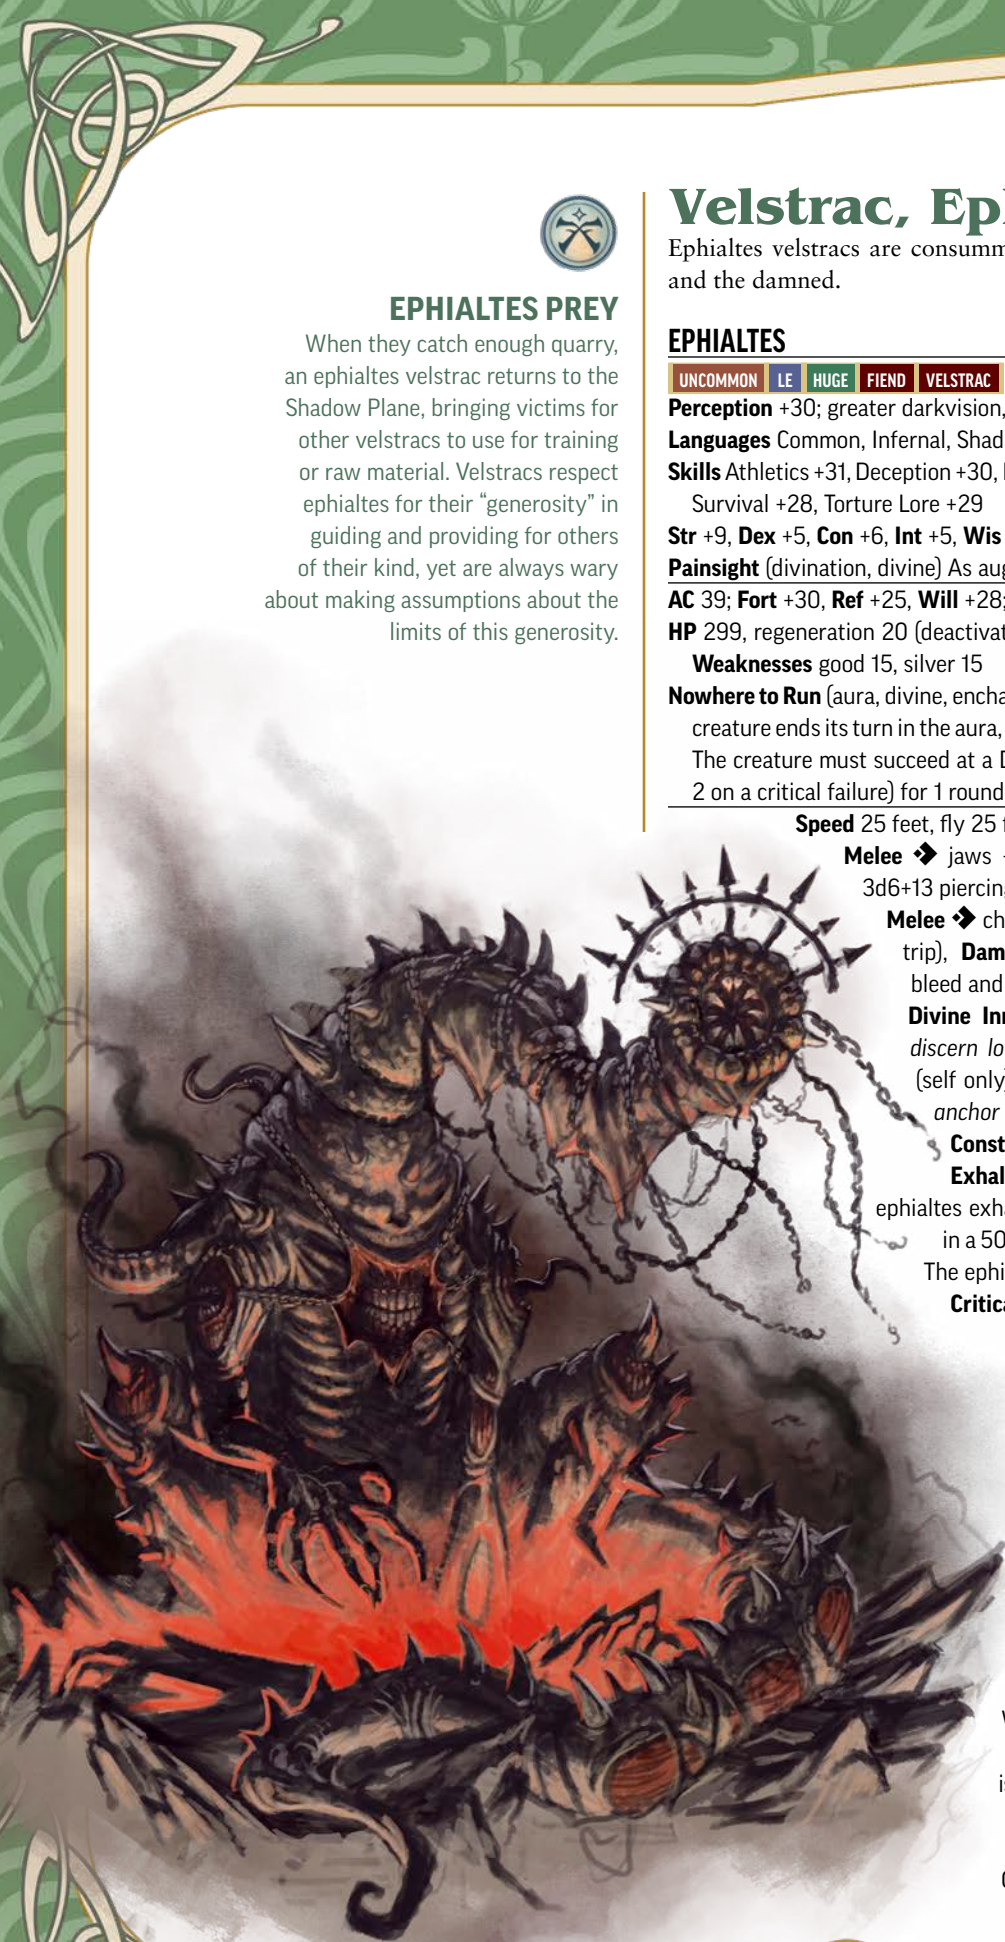 EPHIALTES PREY
When they catch enough quarry,
an ephialtes velstrac returns to the
Shadow Plane, bringing victims for
other velstracs to use for training
or raw material. Velstracs respect
ephialtes for their “generosity” in
guiding and providing for others
of their kind, yet are always wary
about making assumptions about the
limits of this generosity.
Velstrac, Ep
Ephialtes velstracs are consumm
and the damned.
EPHIALTES
UNCOMMON LE HUGE FIEND VELSTRAC
Perception +30; greater darkvision,
Languages Common, Infernal, Shad
Skills Athletics +31, Deception +30,
Survival +28, Torture Lore +29
Str +9, Dex +5, Con +6, Int +5, Wis
Painsight (divination, divine) As aug
AC 39; Fort +30, Ref +25, Will +28;
HP 299, regeneration 20 (deactivat
Weaknesses good 15, silver 15
Nowhere to Run (aura, divine, encha
creature ends its turn in the aura,
The creature must succeed at a D
2 on a critical failure) for 1 round
Speed 25 feet, fly 25 f
Melee jaws
3d6+13 piercin
Melee ch
trip), Dam
bleed and
Divine Inn
discern lo
(self only
anchor
Const
Exhal
ephialtes exh
in a 50
The ephi
Critic